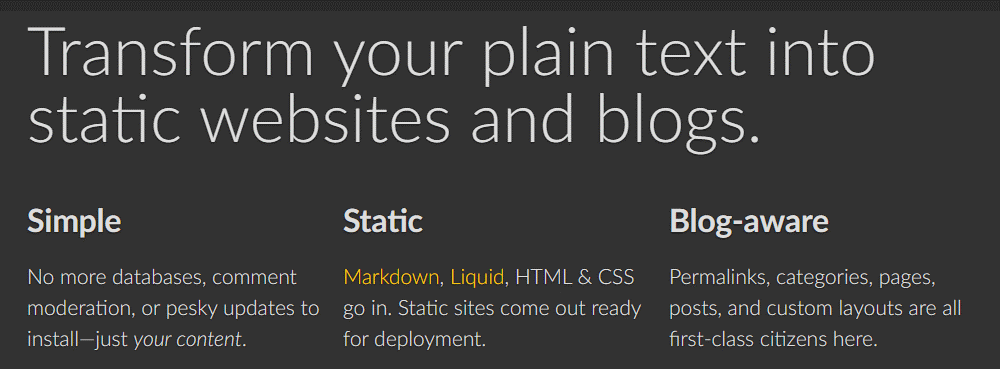 Transform your plain text into
static websites and blogs.
Simple
No more databases, comment
moderation, or pesky updates to
install—just your content.
Static
Markdown, Liquid, HTML & CSS
go in. Static sites come out ready
for deployment.
Blog-aware
Permalinks, categories, pages,
posts, and custom layouts are all
first-class citizens here.